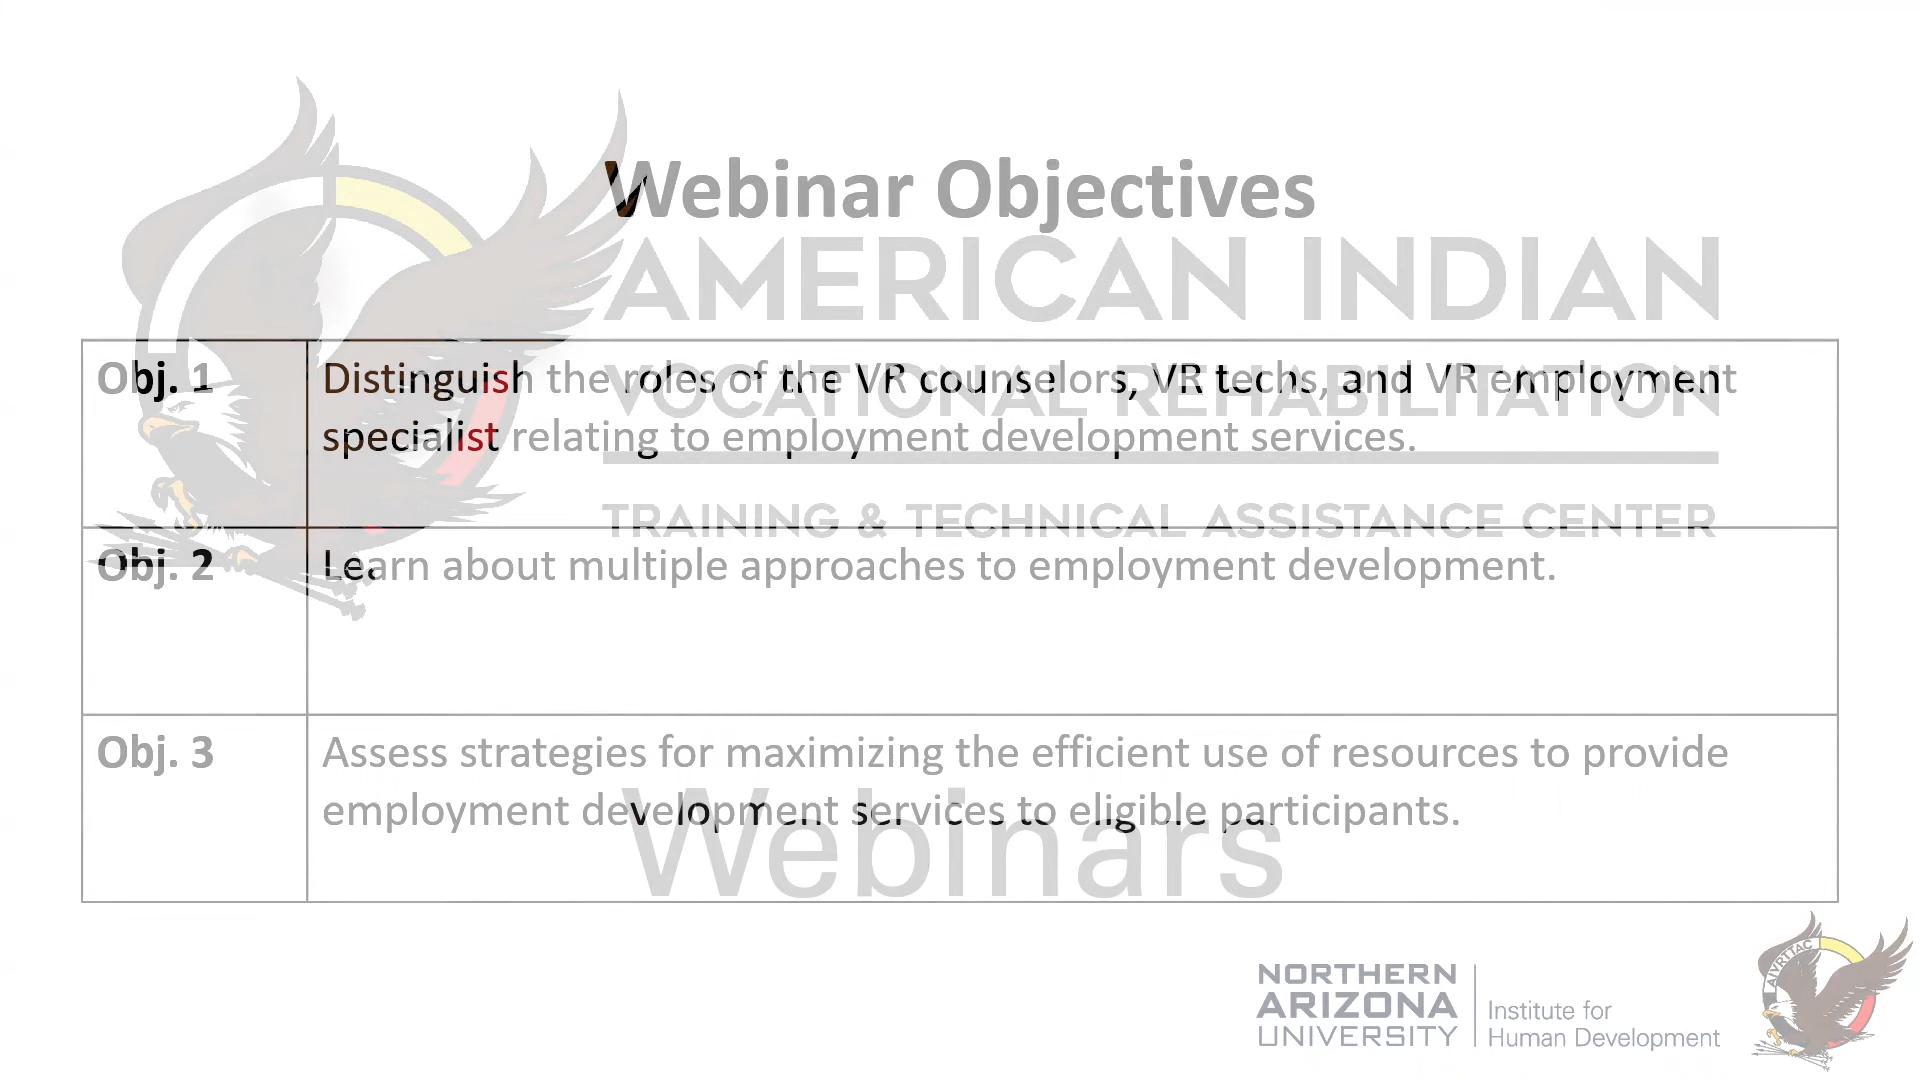 Webinar Objectives
AMERICAN INDIAN
VOCATIONAL REHABILITATION
TRAINING & TECHNICAL ASSISTANCE CENTER
Obj. 1
Distinguish the roles of the VR counselors, VR techs, and VR employment
specialist relating to employment development services.
Obj. 2
Learn about multiple approaches to employment development.
Obj. 3
Assess strategies for maximizing the efficient use of resources to provide
employment development services to eligible participants.
Webinars
NORTHERN
ARIZONA
UNIVERSITY
Institute for
Human Development
AIVRTTAC